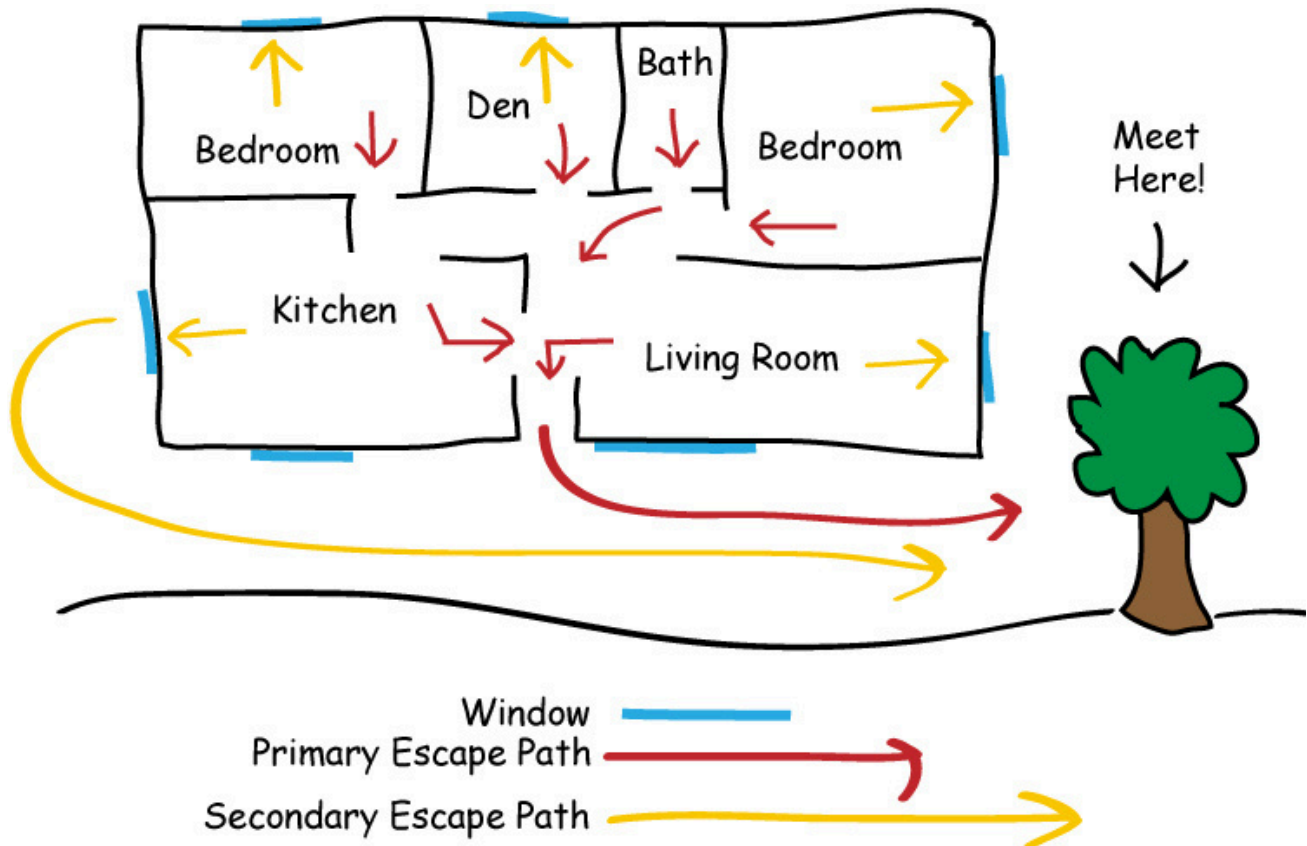 Bath
Den
Bedroom
Bedroom
Meet
Here!
Kitchen
Living Room
Window
Primary Escape Path
Secondary Escape Path